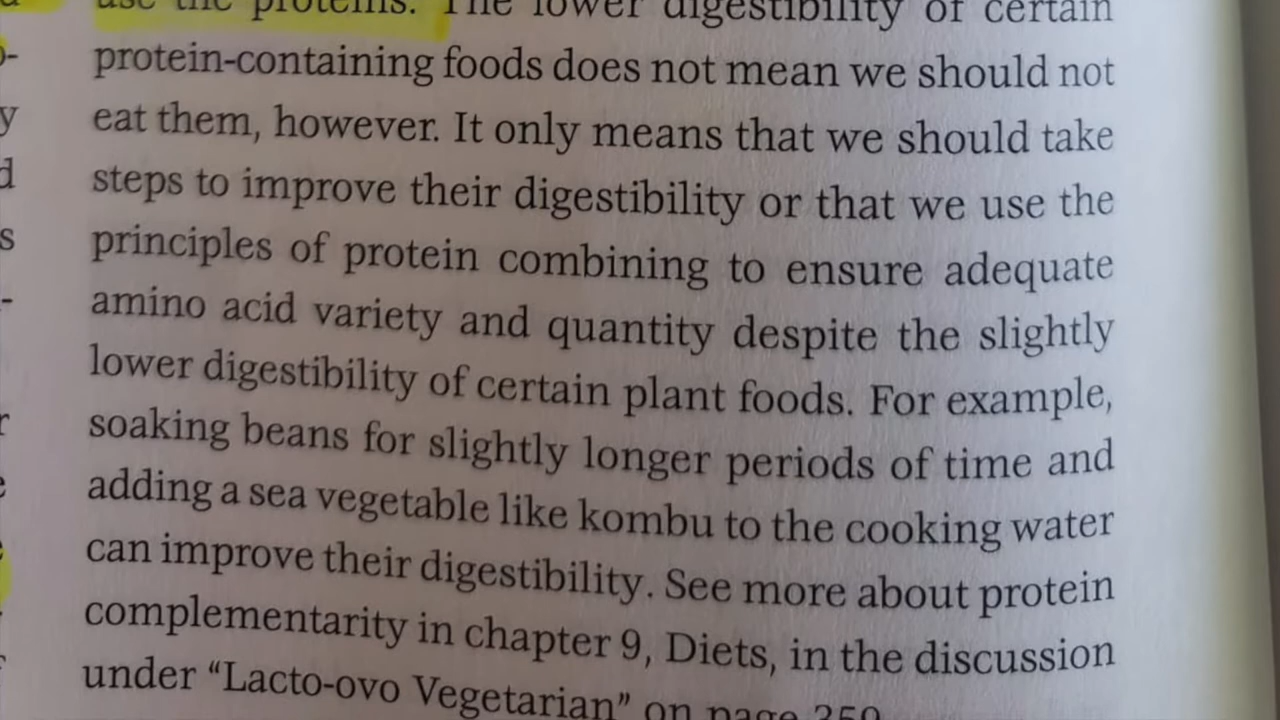 use the proteins. The lower digestibility of certain
protein-containing foods does not mean we should not
eat them, however. It only means that we should take
steps to improve their digestibility or that we use the
principles of protein combining to ensure adequate
amino acid variety and quantity despite the slightly
lower digestibility of certain plant foods. For example,
soaking beans for slightly longer periods of time and
adding a sea vegetable like kombu to the cooking water
can improve their digestibility. See more about protein
complementarity in chapter 9, Diets, in the discussion
under “Lacto-ovo Vegetarian” on page